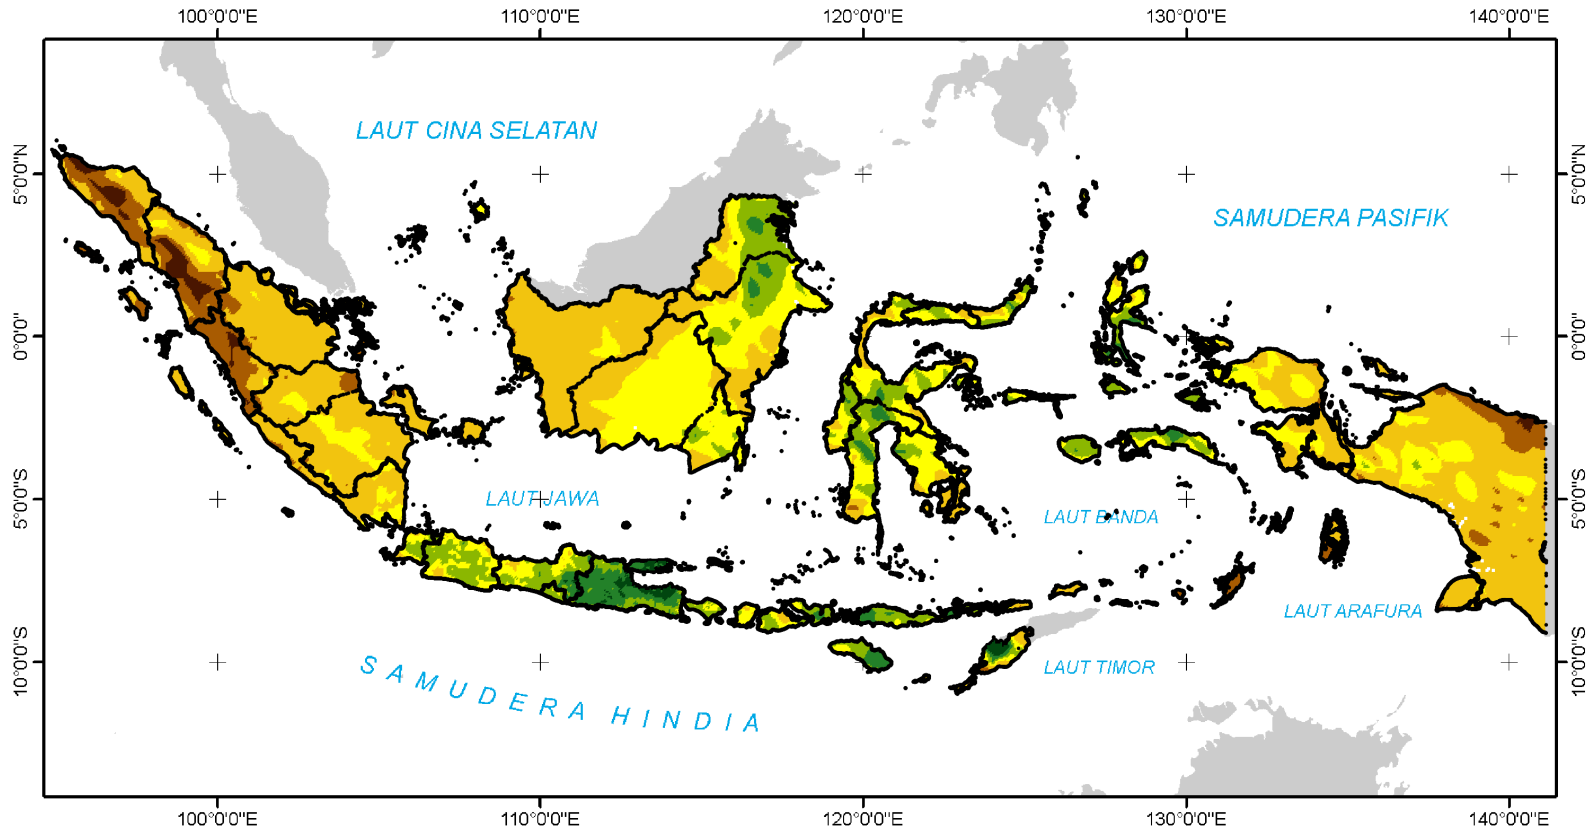 100°0'0"E 110°0'0"E 120°0'0"E 130°0'0"E 140°0'0"E
LAUT CINA SELATAN
5°0'0"N 5°0'0"N
SAMUDERA PASIFIK
0°0'0" 0°0'0"
LAUT JAWA
5°0'0"S 5°0'0"S
LAUT BANDA
LAUT ARAFURA
10°0'0"S 10°0'0"S
LAUT TIMOR
SAMUDERA HINDIA
100°0'0"E 110°0'0"E 120°0'0"E 130°0'0"E 140°0'0"E